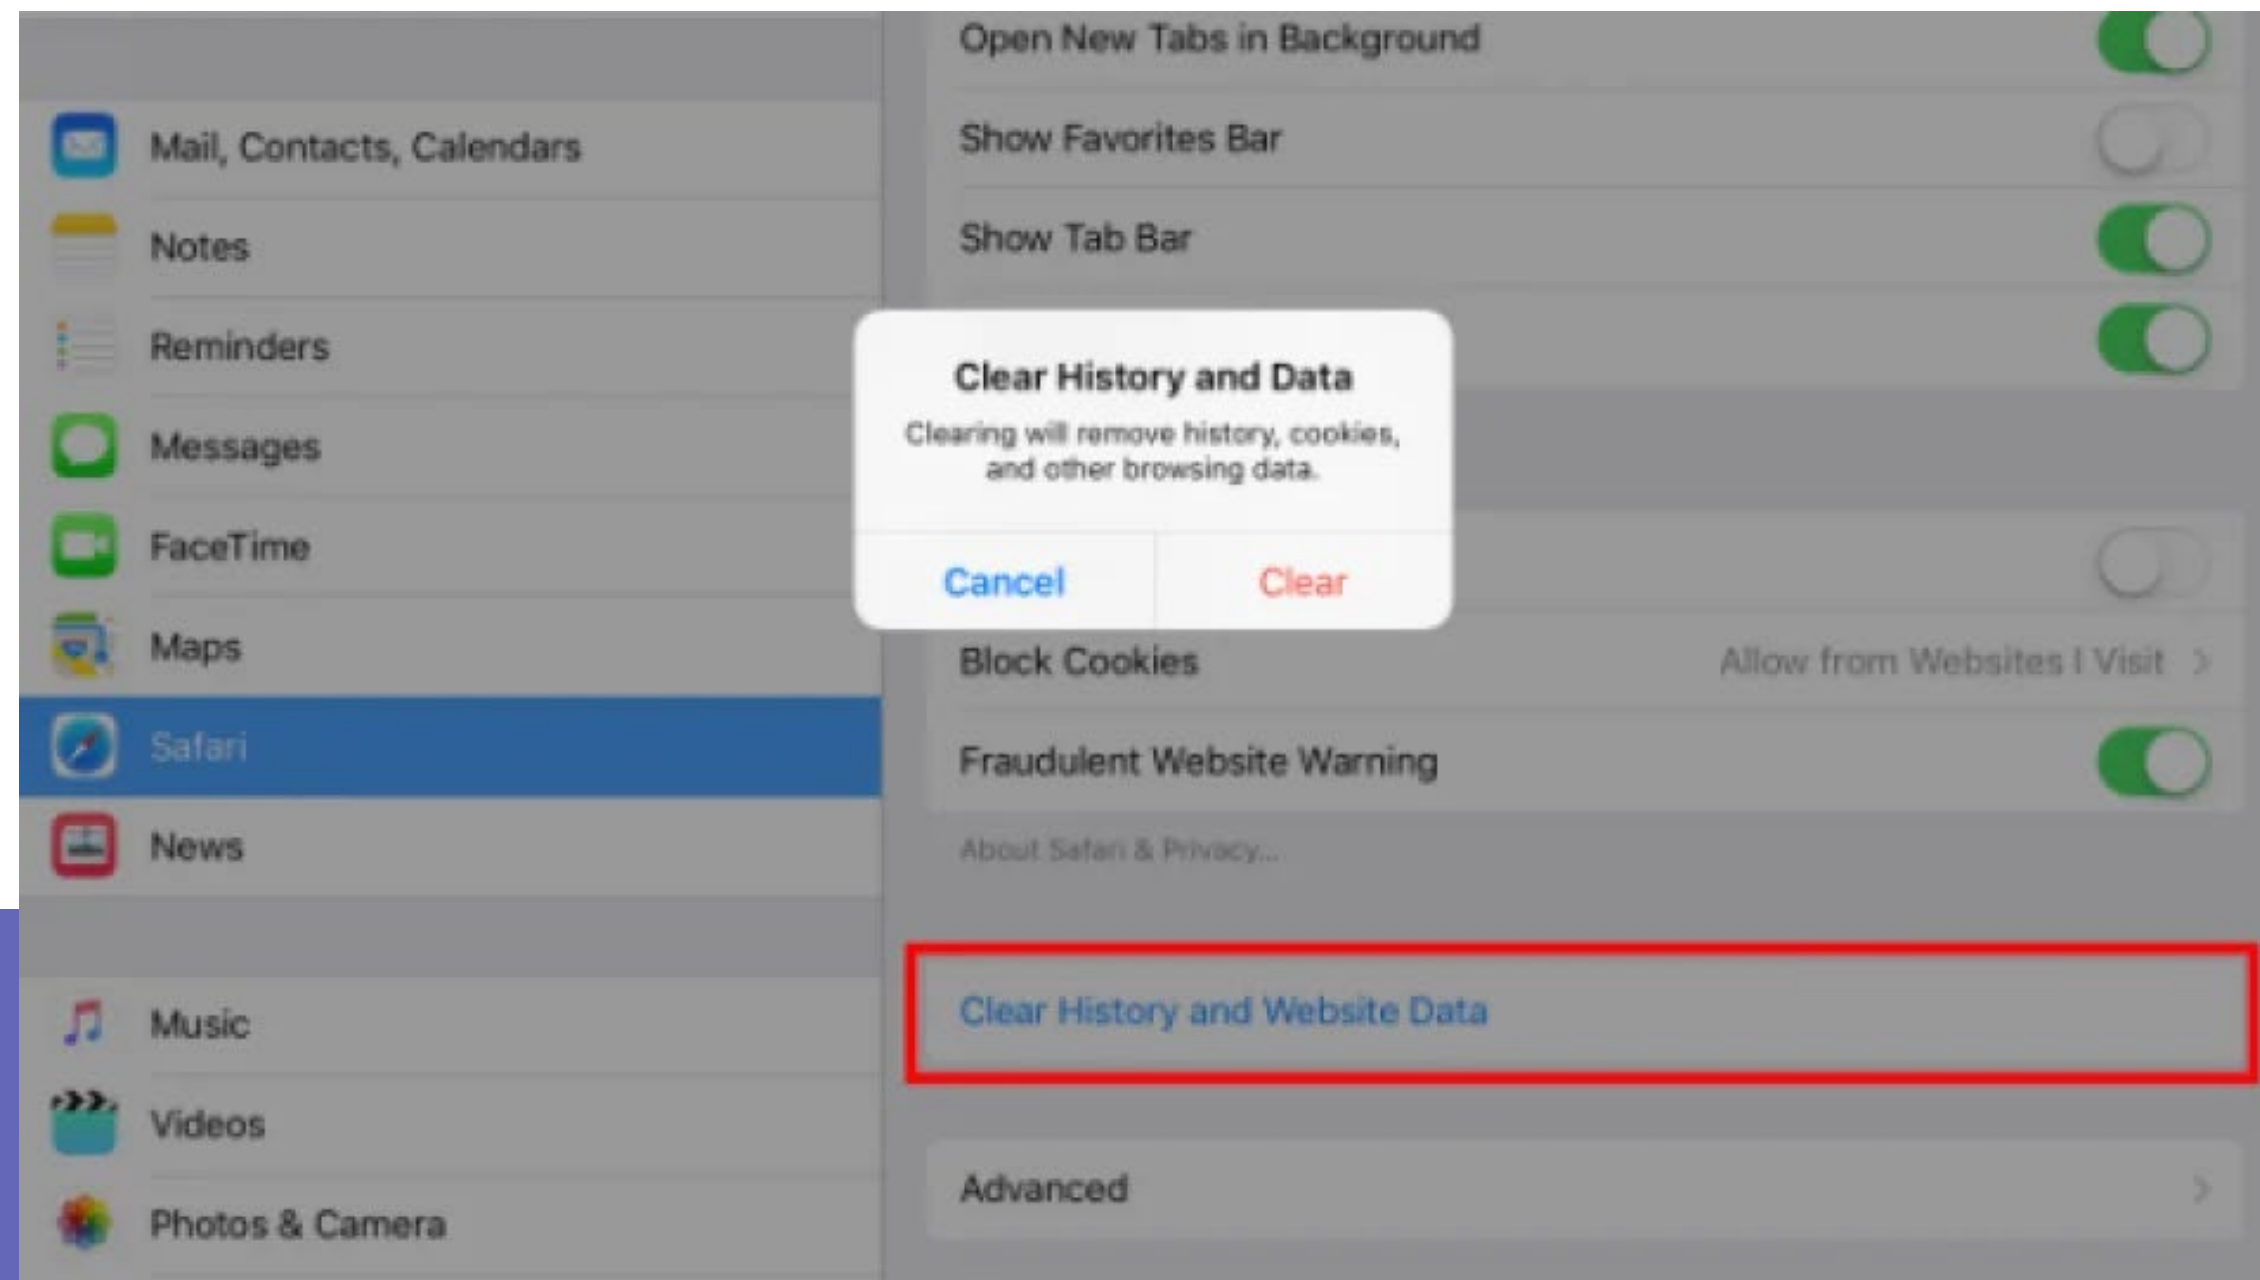 Mail, Contacts, Calendars
Notes
Reminders
Messages
FaceTime
Maps
Safari
News
Music
Videos
Photos & Camera
Open New Tabs in Background
Show Favorites Bar
Show Tab Bar
Clear History and Data
Clearing will remove history, cookies,
and other browsing data.
Cancel Clear
Block Cookies Allow from Websites I Visit >
Fraudulent Website Warning
About Safari & Privacy...
Clear History and Website Data
Advanced >